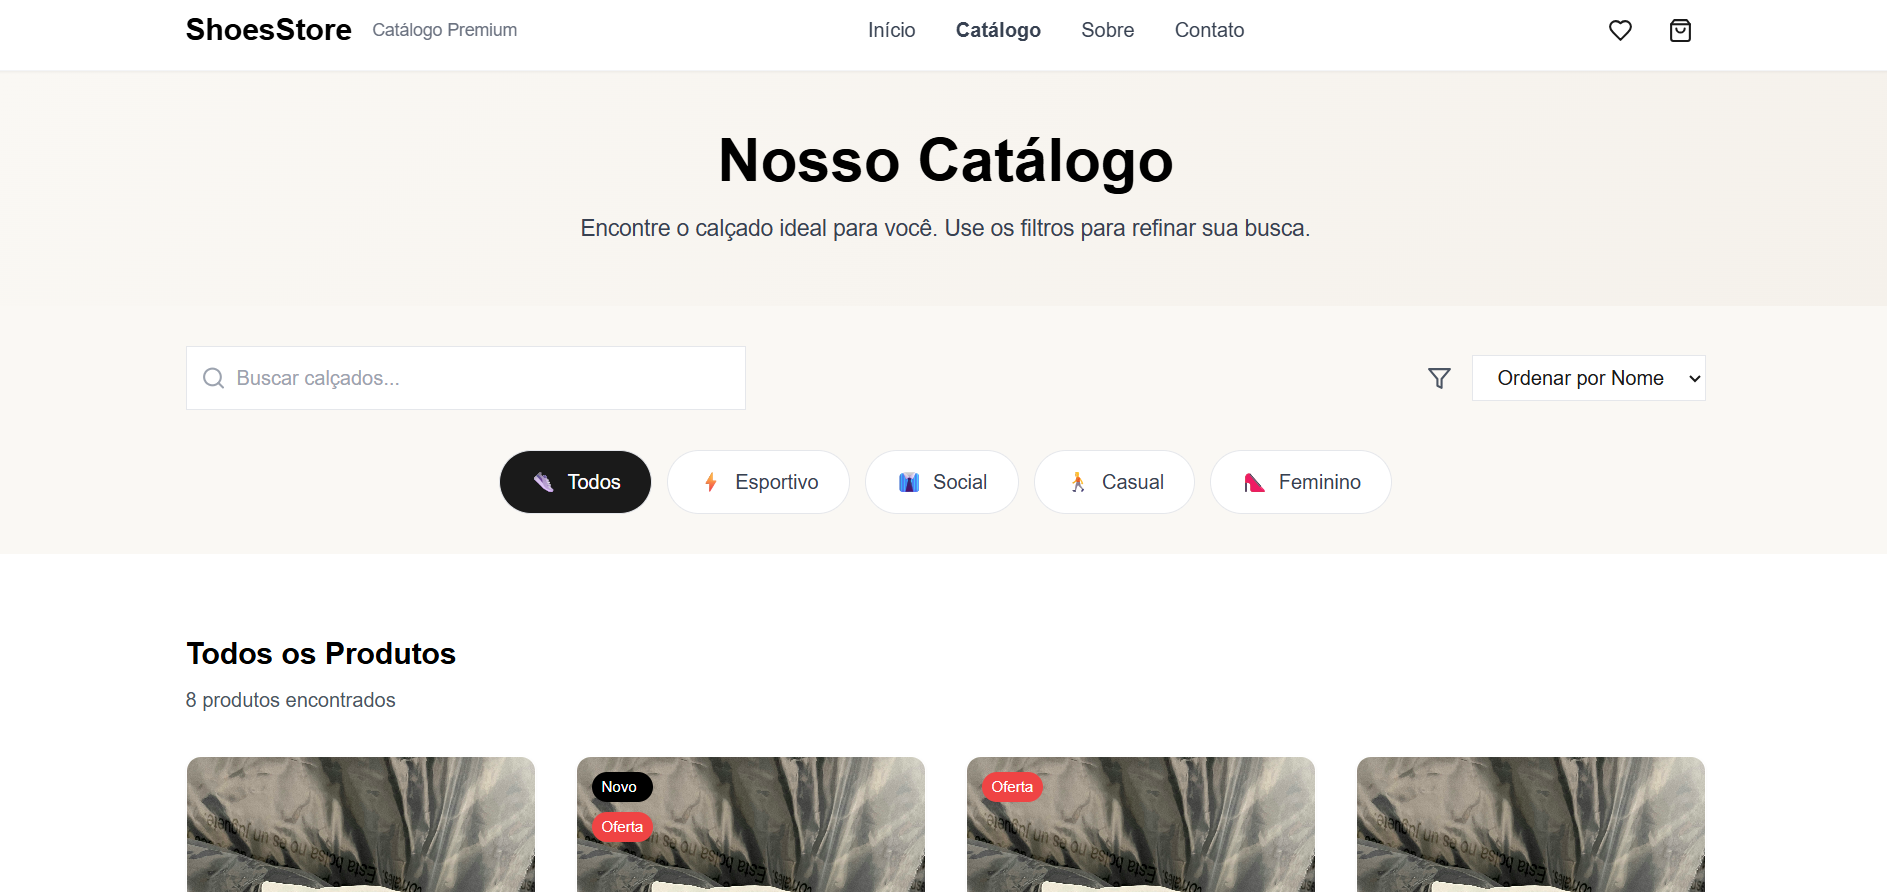 ShoesStore Catálogo Premium Início Catálogo Sobre Contato
Nosso Catálogo
Encontre o calçado ideal para você. Use os filtros para refinar sua busca.
Buscar calçados...
Ordenar por Nome
Todos Esportivo Social Casual Feminino
Todos os Produtos
8 produtos encontrados
Novo
Oferta
Oferta